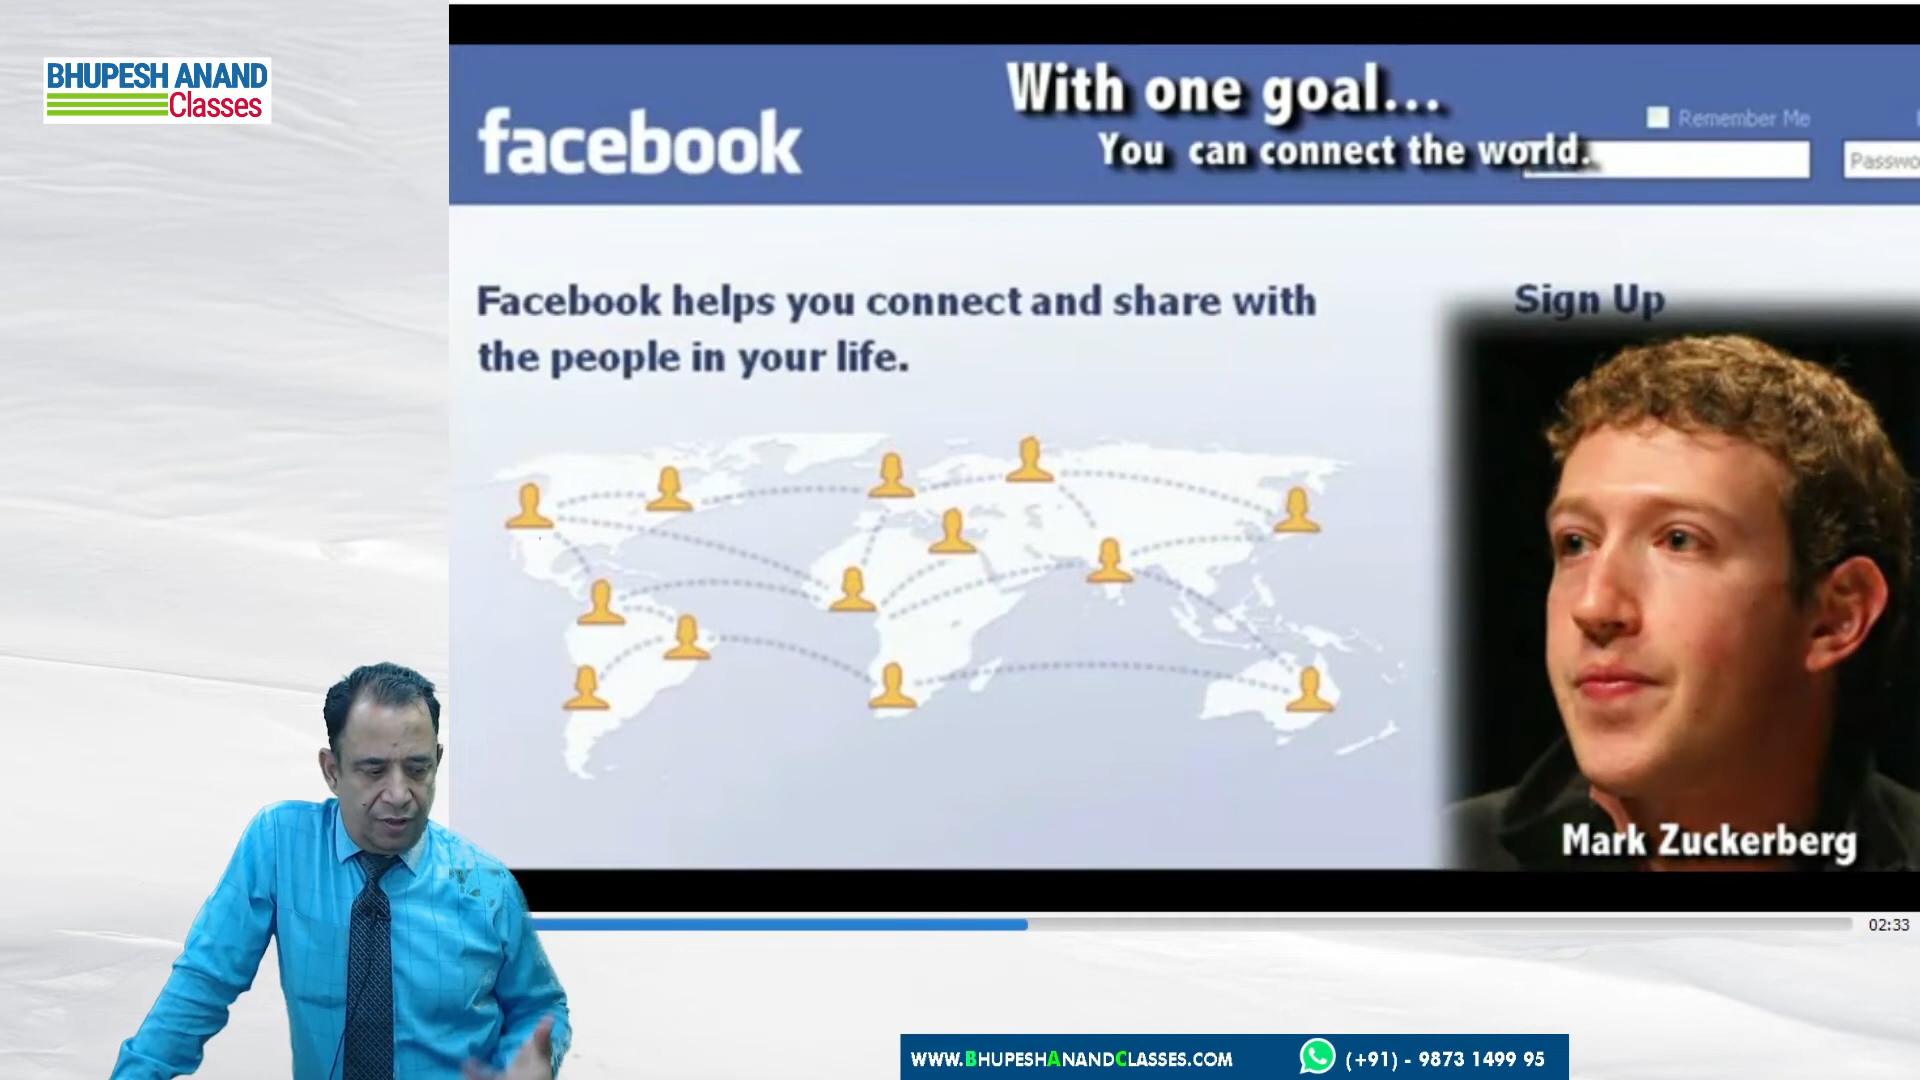 BHUPESH ANAND
Classes
With one goal...
You can connect the world.
facebook
Remember Me
Facebook helps you connect and share with
the people in your life.
Sign Up
Mark Zuckerberg
02:33
WWW.BHUPESHANANDCLASSES.COM
(+91) - 9873 1499 95